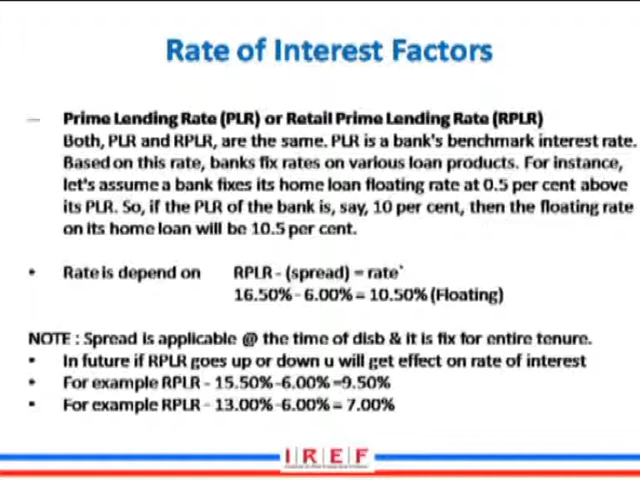 Rate of Interest Factors
– Prime Lending Rate (PLR) or Retail Prime Lending Rate (RPLR)
Both, PLR and RPLR, are the same. PLR is a bank's benchmark interest rate.
Based on this rate, banks fix rates on various loan products. For instance,
let's assume a bank fixes its home loan floating rate at 0.5 per cent above
its PLR. So, if the PLR of the bank is, say, 10 per cent, then the floating rate
on its home loan will be 10.5 per cent.
• Rate is depend on RPLR - (spread) = rate`
16.50% - 6.00% = 10.50% (Floating)
NOTE : Spread is applicable @ the time of disb & it is fix for entire tenure.
• In future if RPLR goes up or down u will get effect on rate of interest
• For example RPLR - 15.50% -6.00% =9.50%
• For example RPLR - 13.00% -6.00% = 7.00%
I R E F